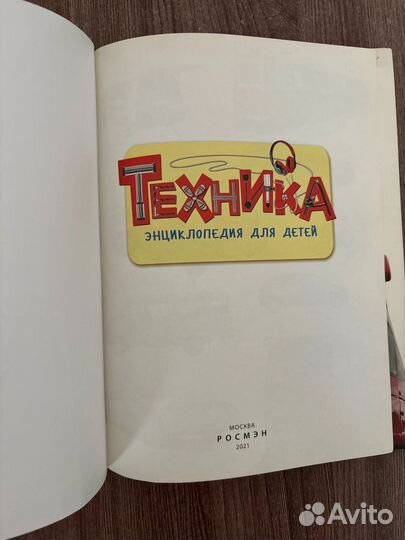 ТЕХНИКА
ЭНЦИКЛОПЕДИЯ ДЛЯ ДЕТЕЙ
МОСКВА
РОСМЭН
2021
Avito